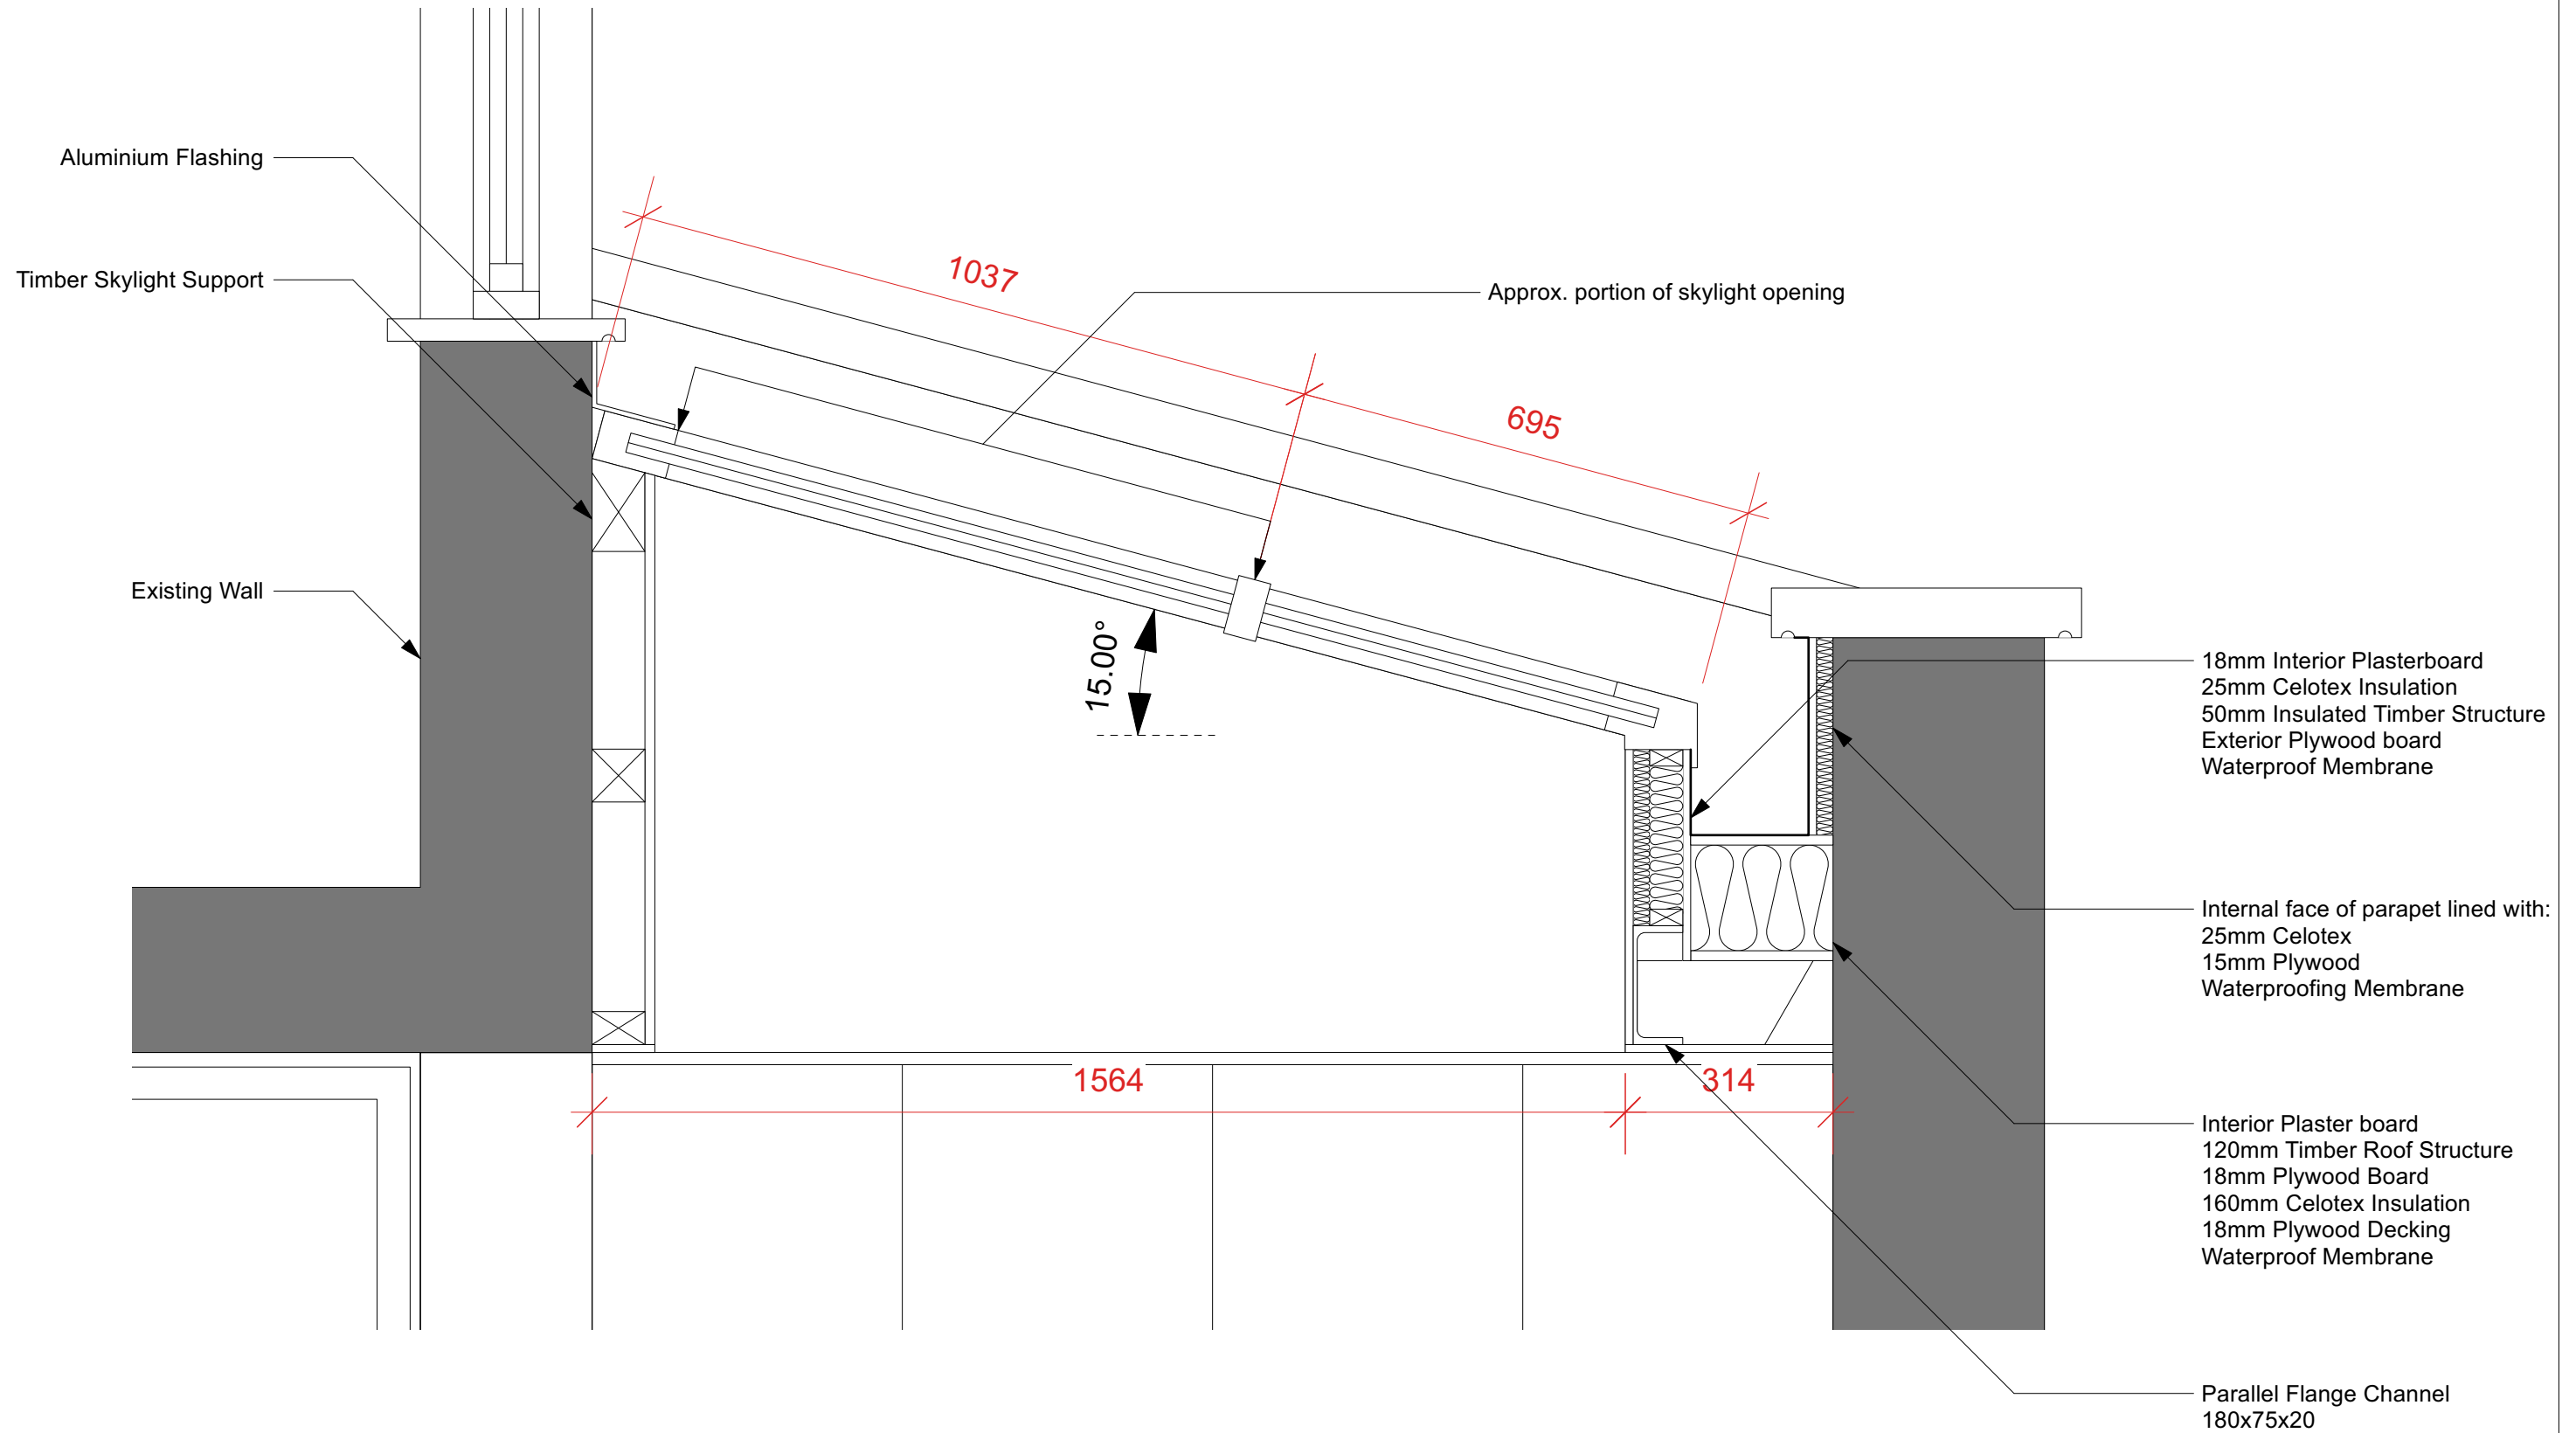 Aluminium Flashing
Timber Skylight Support
Existing Wall
1037
695
Approx. portion of skylight opening
15.00°
1564
314
18mm Interior Plasterboard
25mm Celotex Insulation
50mm Insulated Timber Structure
Exterior Plywood board
Waterproof Membrane
Internal face of parapet lined with:
25mm Celotex
15mm Plywood
Waterproofing Membrane
Interior Plaster board
120mm Timber Roof Structure
18mm Plywood Board
160mm Celotex Insulation
18mm Plywood Decking
Waterproof Membrane
Parallel Flange Channel
180x75x20